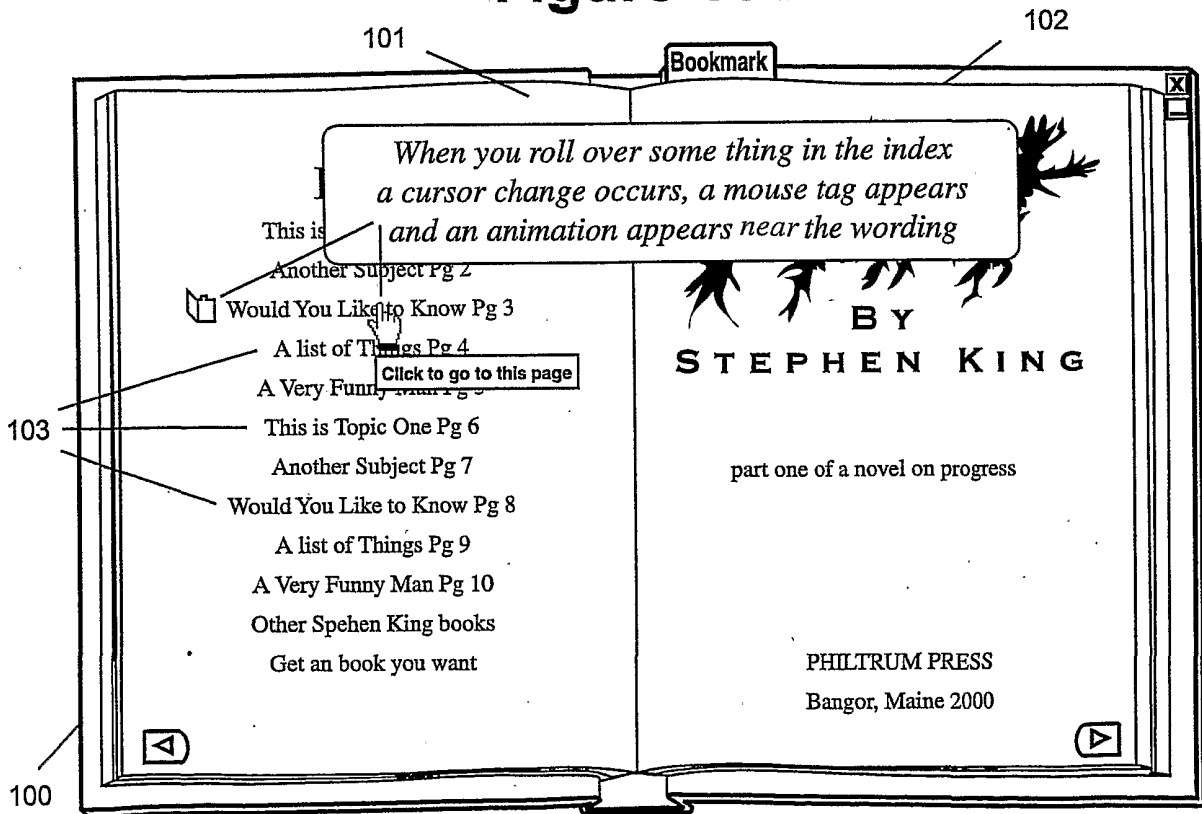 Figure
101
102
Bookmark
X
When you roll over some thing in the index
a cursor change occurs, a mouse tag appears
and an animation appears near the wording
This is
Another Subject Pg 2
Would You Like to Know Pg 3
A list of Things Pg 4
Click to go to this page
A Very Funny Man Pg
103
This is Topic One Pg 6
Another Subject Pg 7
Would You Like to Know Pg 8
A list of Things Pg 9
A Very Funny Man Pg 10
Other Spehen King books
Get an book you want
BY
STEPHEN KING
part one of a novel on progress
PHILTRUM PRESS
Bangor, Maine 2000
100